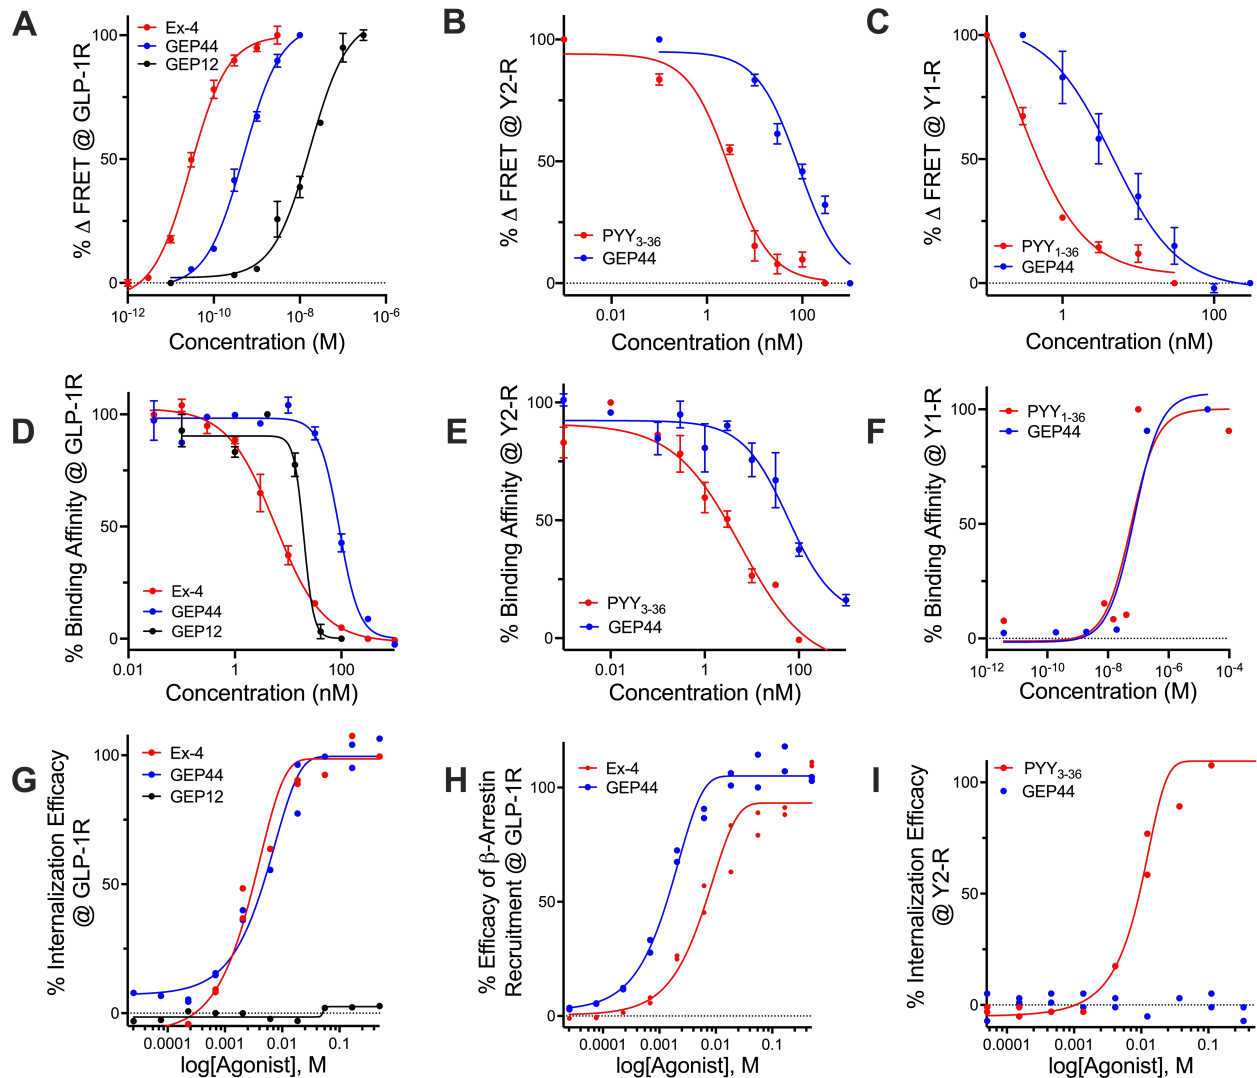 A
% Δ FRET @ GLP-1R
100
50
0
Ex-4
GEP44
GEP12
10-12
10-10
10-8
10-6
Concentration (M)
B
% Δ FRET @ Y2-R
100
50
0
PYY3-36
GEP44
0.01
1
100
Concentration (nM)
C
% Δ FRET @ Y1-R
100
50
0
PYY1-36
GEP44
1
100
Concentration (nM)
D
% Binding Affinity @ GLP-1R
100
50
0
Ex-4
GEP44
GEP12
0.01
1
100
Concentration (nM)
E
% Binding Affinity @ Y2-R
100
50
0
PYY3-36
GEP44
0.01
1
100
Concentration (nM)
F
% Binding Affinity @ Y1-R
100
50
0
PYY1-36
GEP44
10-12
10-10
10-8
10-6
10-4
Concentration (M)
G
% Internalization Efficacy
@ GLP-1R
100
50
0
Ex-4
GEP44
GEP12
0.0001
0.001
0.01
0.1
log[Agonist], M
H
% Efficacy of β-Arrestin
Recruitment @ GLP-1R
100
50
0
Ex-4
GEP44
0.0001
0.001
0.01
0.1
log[Agonist], M
I
% Internalization Efficacy
@ Y2-R
100
50
0
PYY3-36
GEP44
0.0001
0.001
0.01
0.1
log[Agonist], M